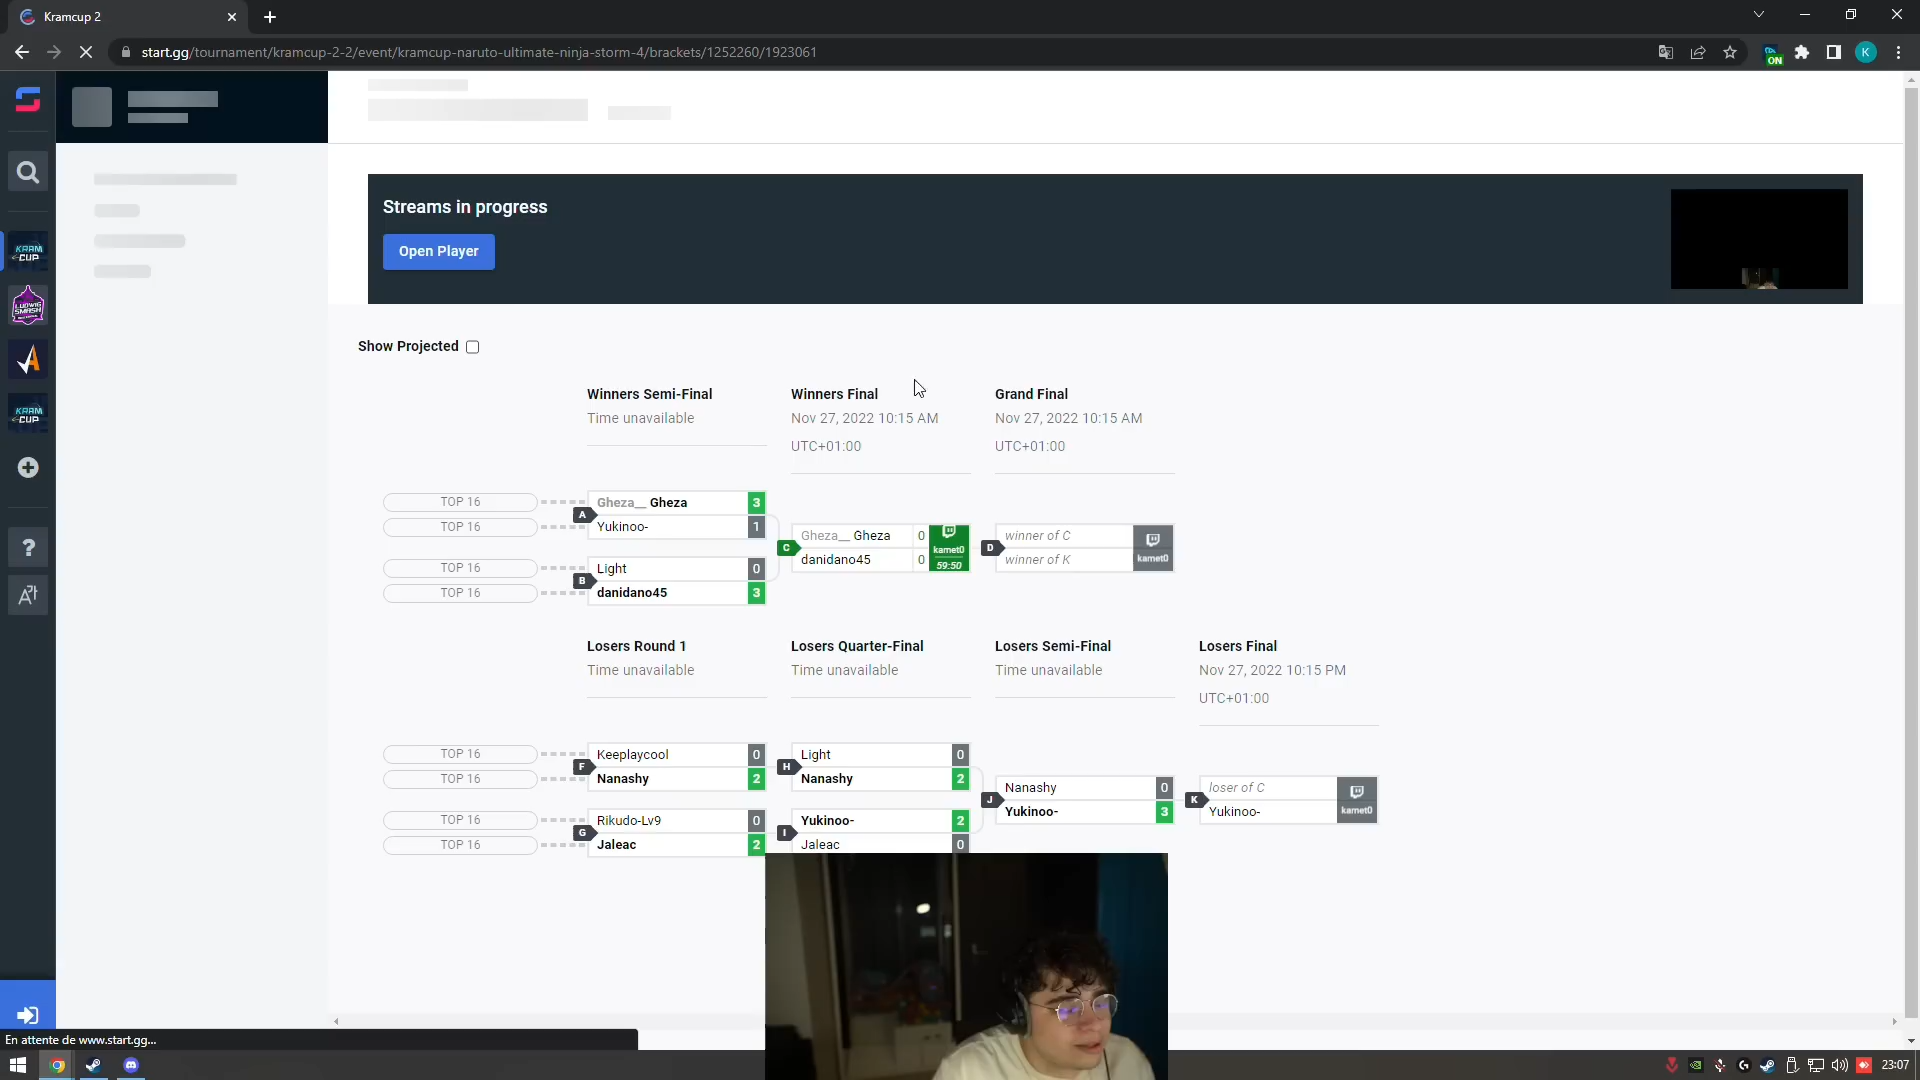 Kramcup 2
start.gg/tournament/kramcup-2-2/event/kramcup-naruto-ultimate-ninja-storm-4/brackets/1252260/1923061
ON
K
Streams in progress
Open Player
KRAM
CUP
LUDWIG
SMASH
KRAM
CUP
Show Projected
Winners Semi-Final
Time unavailable
Winners Final
Nov 27, 2022 10:15 AM
UTC+01:00
Grand Final
Nov 27, 2022 10:15 AM
UTC+01:00
TOP 16
TOP 16
A
Gheza__ Gheza 3
Yukinoo- 1
TOP 16
TOP 16
B
Light 0
danidano45 3
C
Gheza__ Gheza 0
danidano45 0
kamet0
59:50
D
winner of C
winner of K
kamet0
Losers Round 1
Time unavailable
Losers Quarter-Final
Time unavailable
Losers Semi-Final
Time unavailable
Losers Final
Nov 27, 2022 10:15 PM
UTC+01:00
TOP 16
TOP 16
F
Keeplaycool 0
Nanashy 2
TOP 16
TOP 16
G
Rikudo-Lv9 0
Jaleac 2
H
Light 0
Nanashy 2
I
Yukinoo- 2
Jaleac 0
J
Nanashy 0
Yukinoo- 3
K
loser of C
Yukinoo-
kamet0
En attente de www.start.gg...
23:07